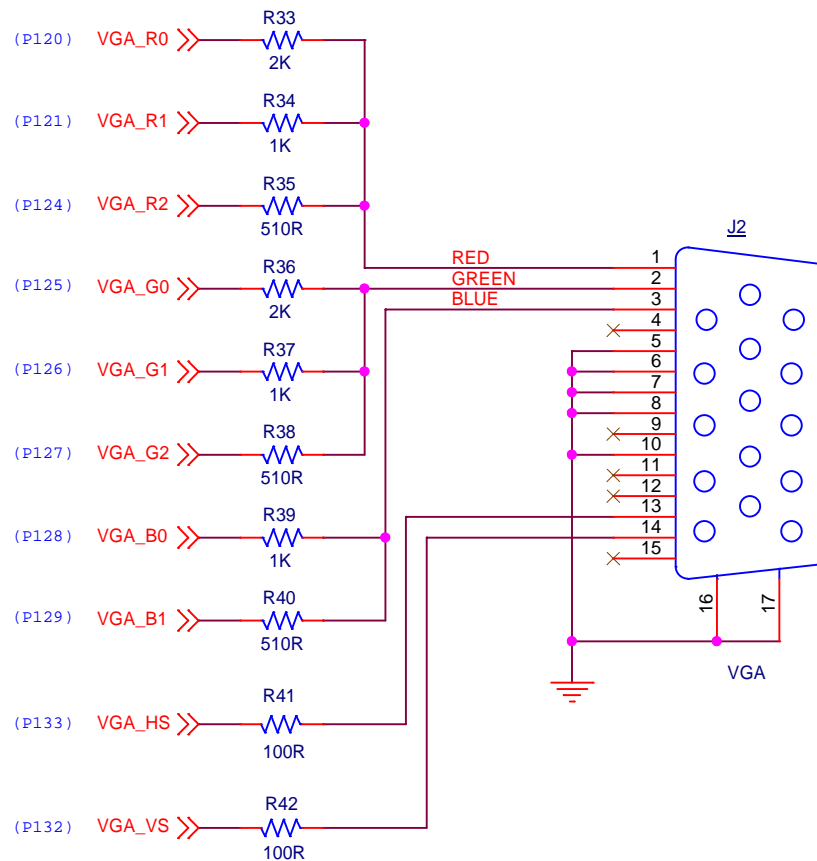 R33
(P120) VGA_R0
2K
R34
(P121) VGA_R1
1K
R35
(P124) VGA_R2
510R
R36
(P125) VGA_G0
2K
R37
(P126) VGA_G1
1K
R38
(P127) VGA_G2
510R
R39
(P128) VGA_B0
1K
R40
(P129) VGA_B1
510R
R41
(P133) VGA_HS
100R
R42
(P132) VGA_VS
100R
RED
GREEN
BLUE
J2
1
2
3
4
5
6
7
8
9
10
11
12
13
14
15
16
17
VGA